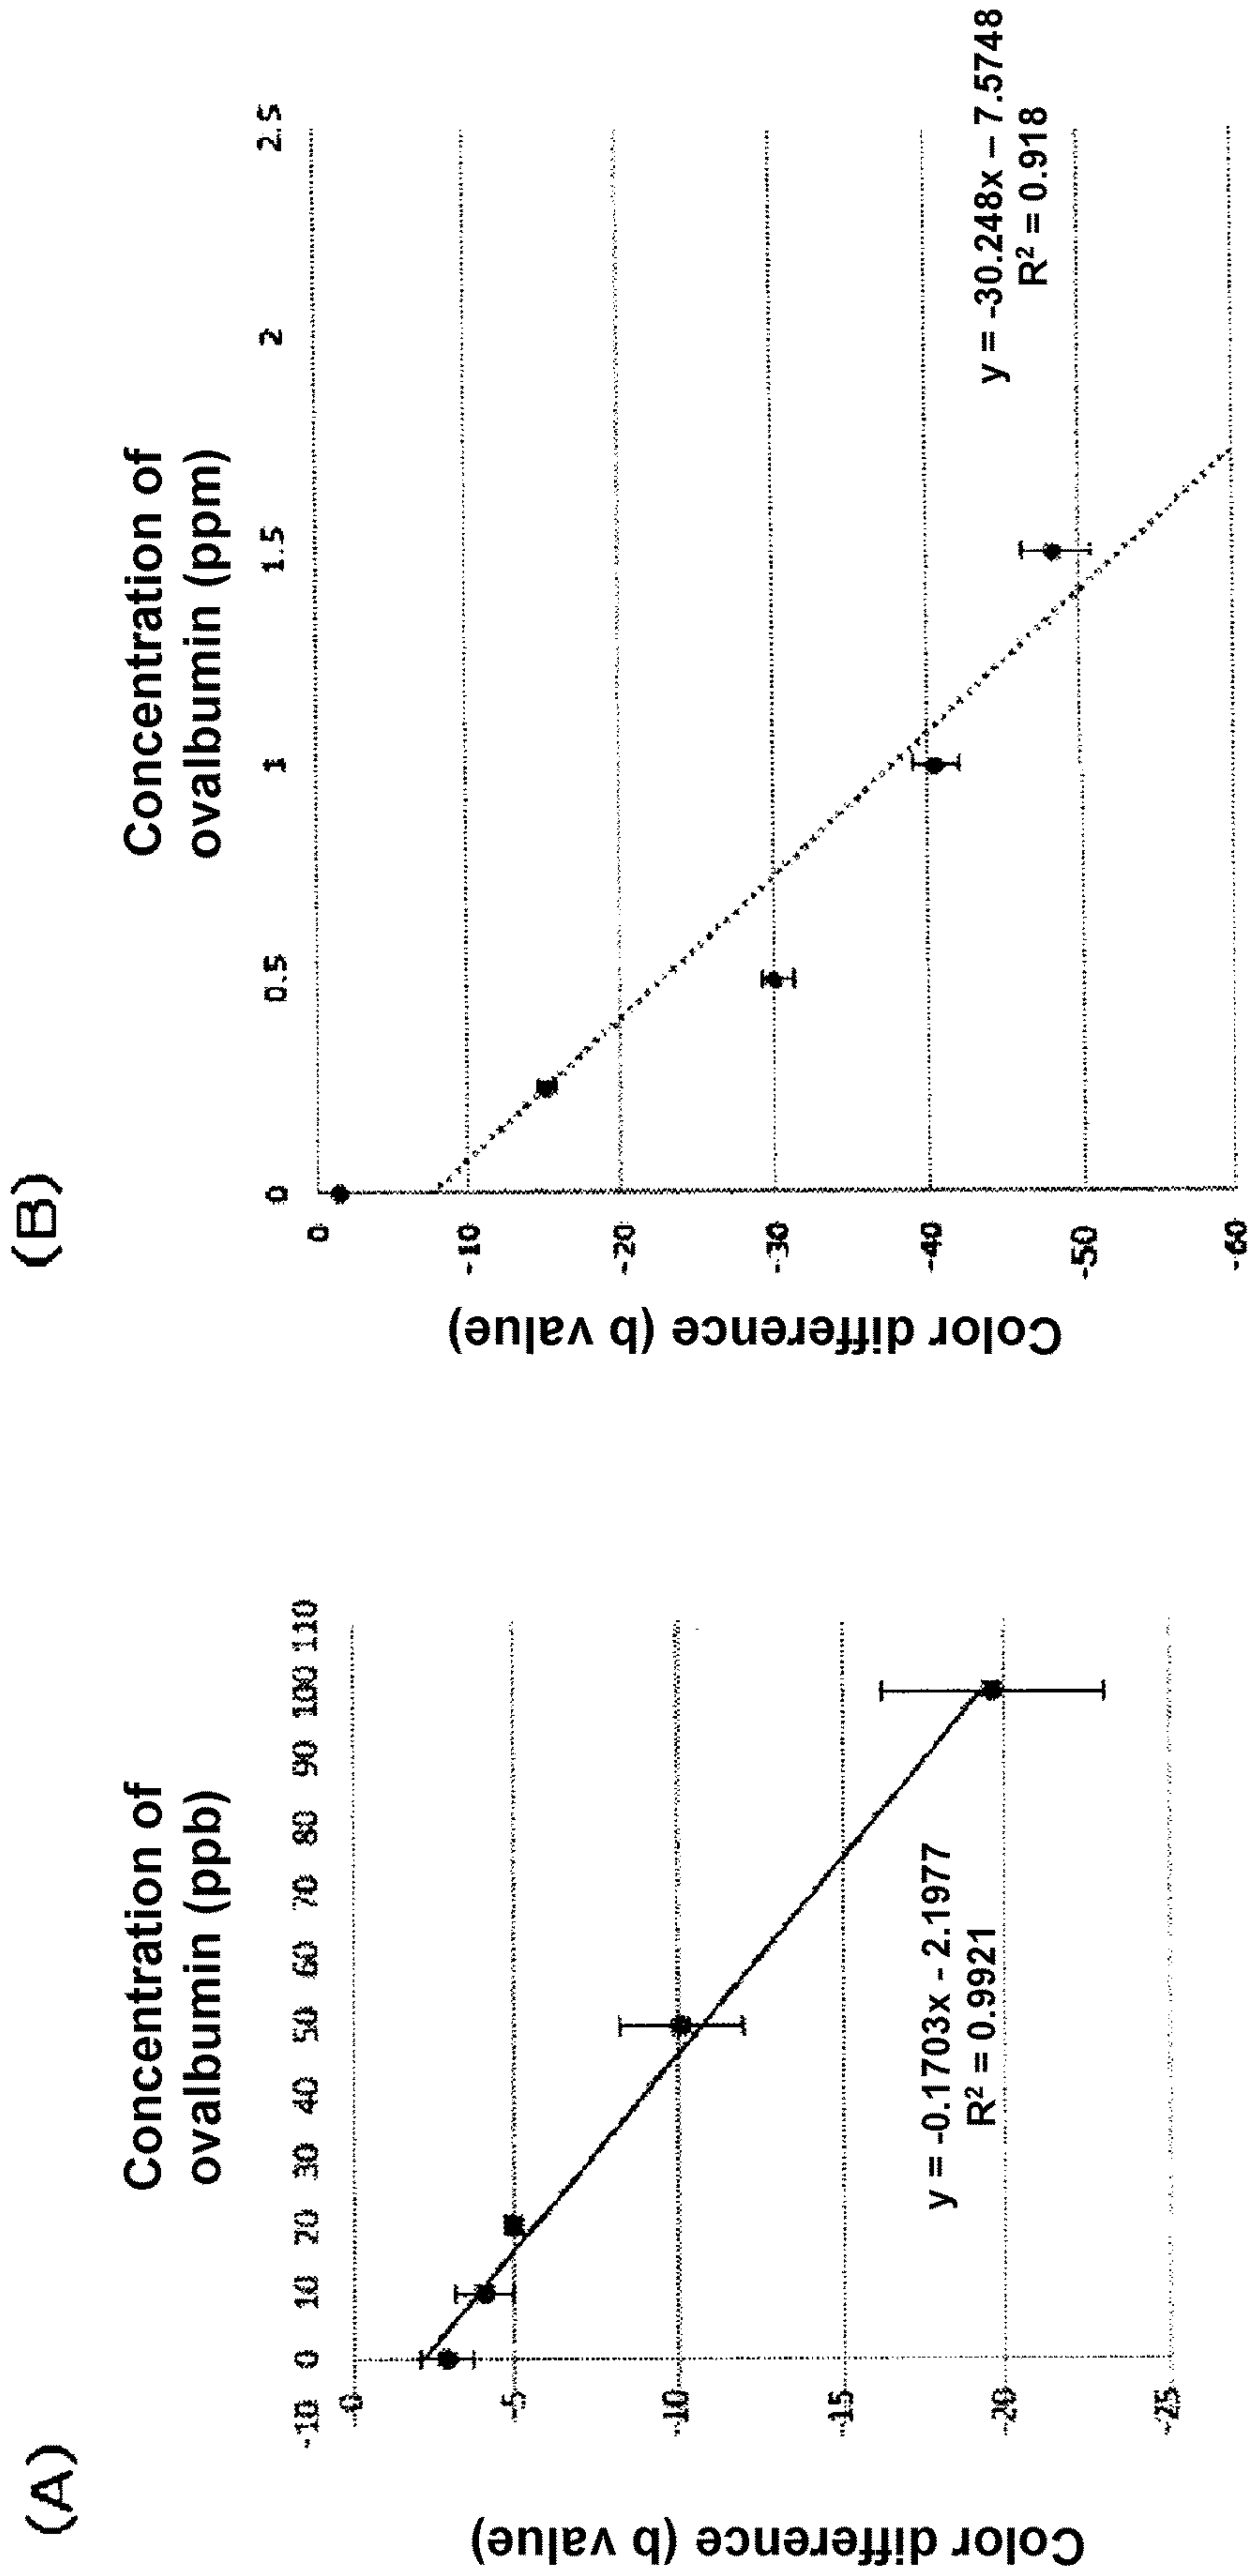 (A)
Concentration of
ovalbumin (ppb)
-10 0 10 20 30 40 50 60 70 80 90 100 110
0
-5
-10
-15
-20
-25
Color difference (b value)
y = -0.1703x - 2.1977
R² = 0.9921
(B)
Concentration of
ovalbumin (ppm)
0 0.5 1 1.5 2 2.5
0
-10
-20
-30
-40
-50
-60
Color difference (b value)
y = -30.248x – 7.5748
R² = 0.918